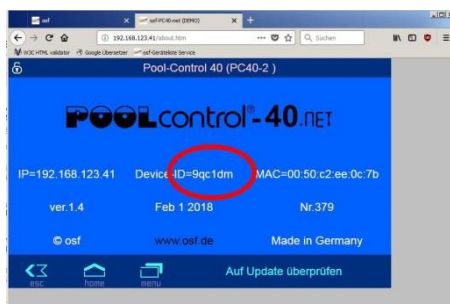 osf
osf-PC40-net (DEMO)
192.168.123.41/about.htm
Suchen
W3C HTML validator
Google Übersetzer
osf-Geräteliste Service
Pool-Control 40 (PC40-2 )
POOLcontrol®-40.NET
IP=192.168.123.41 Device-ID=9qc1dm MAC=00:50:c2:ee:0c:7b
ver.1.4 Feb 1 2018 Nr.379
© osf www.osf.de Made in Germany
esc home menu Auf Update überprüfen